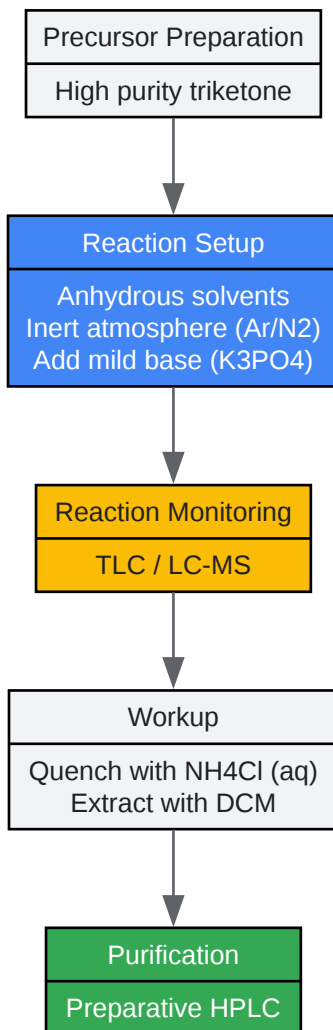 Precursor Preparation
High purity triketone
Reaction Setup
Anhydrous solvents
Inert atmosphere (Ar/N2)
Add mild base (K3PO4)
Reaction Monitoring
TLC / LC-MS
Workup
Quench with NH4Cl (aq)
Extract with DCM
Purification
Preparative HPLC